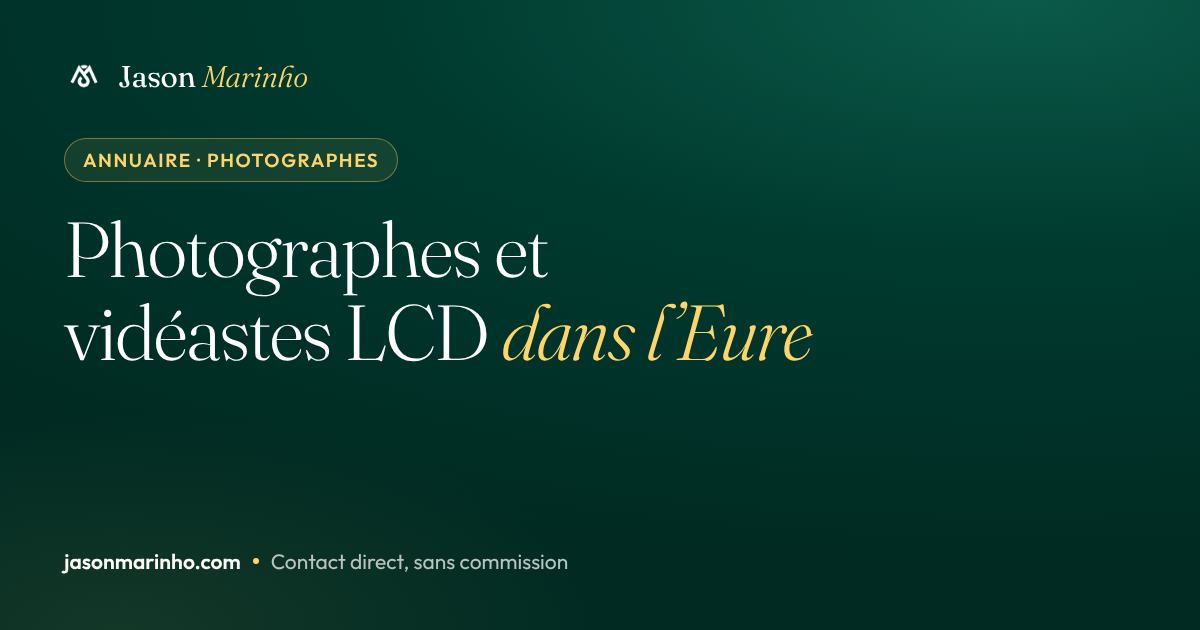 Jason Marinho
ANNUAIRE · PHOTOGRAPHES
Photographes et
vidéastes LCD dans l’Eure
jasonmarinho.com • Contact direct, sans commission